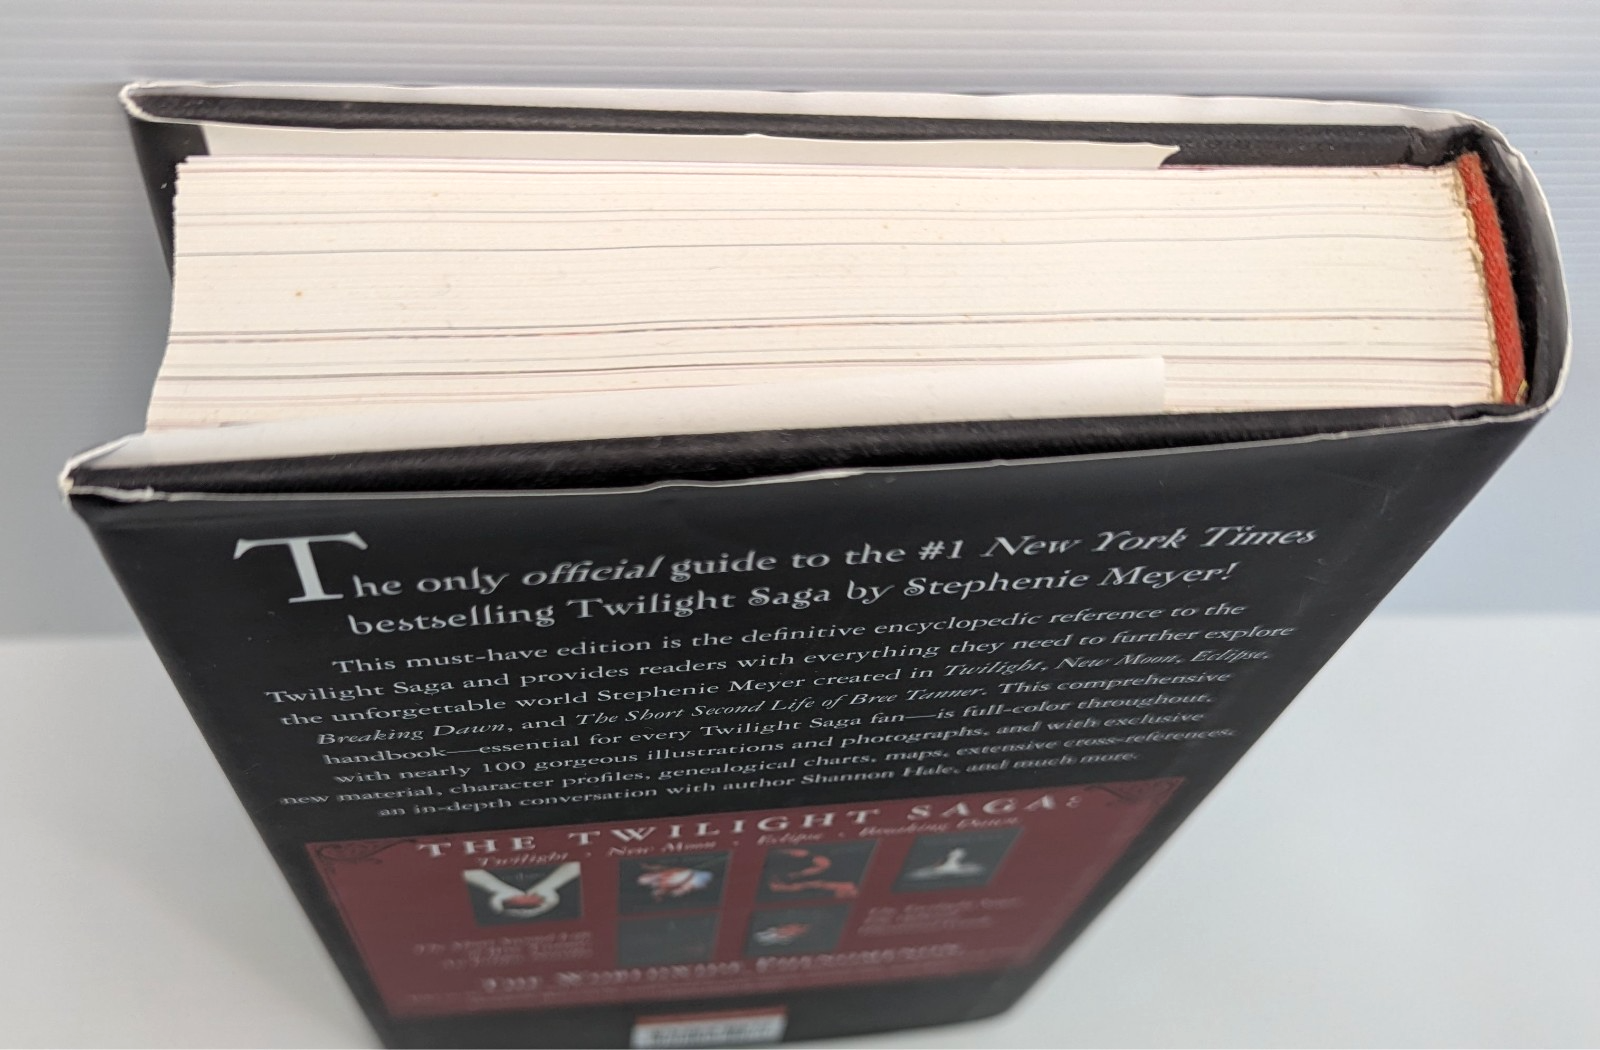 The only official guide to the #1 New York Times
bestselling Twilight Saga by Stephenie Meyer!
This must-have edition is the definitive encyclopedic reference to the
Twilight Saga and provides readers with everything they need to further explore
the unforgettable world Stephenie Meyer created in Twilight, New Moon, Eclipse,
Breaking Dawn, and The Short Second Life of Bree Tanner. This comprehensive
handbook—essential for every Twilight Saga fan—is full-color throughout,
with nearly 100 gorgeous illustrations and photographs, and with exclusive
new material, character profiles, genealogical charts, maps, extensive cross-references,
an in-depth conversation with author Shannon Hale, and much more.
THE TWILIGHT SAGA:
Twilight · New Moon · Eclipse · Breaking Dawn